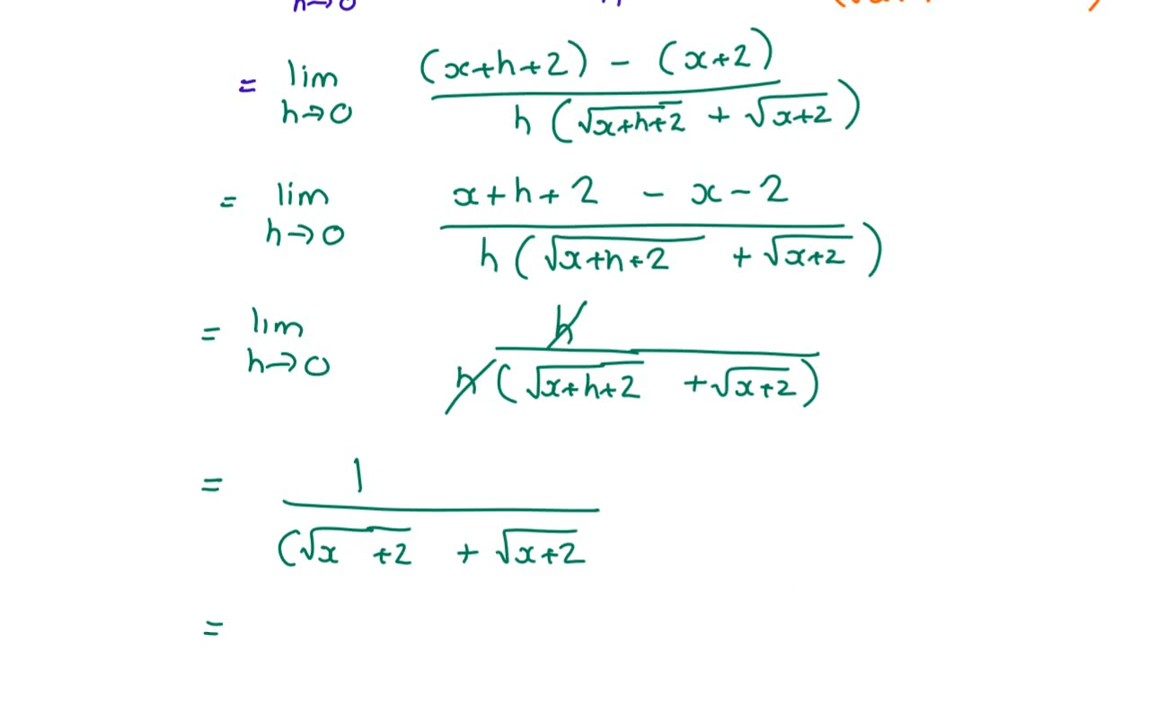 h→0
= lim h→0 (x+h+2) - (x+2) / h (√x+h+2 + √x+2)
= lim h→0 x+h+2 - x-2 / h (√x+h+2 + √x+2)
= lim h→0 h / h (√x+h+2 + √x+2)
= 1 / (√x +2 + √x+2
=